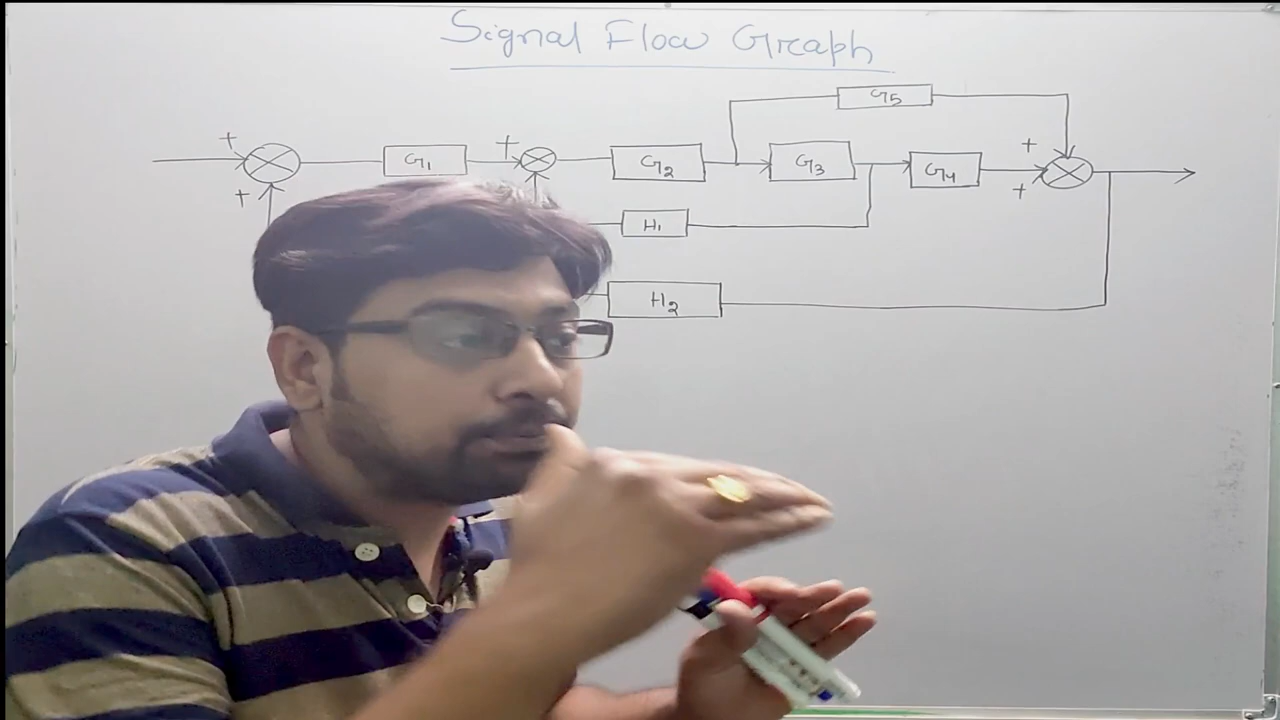 Signal Flow Graph
G5
+ + +
G1 G2 G3 G4
+ +
H1
H2